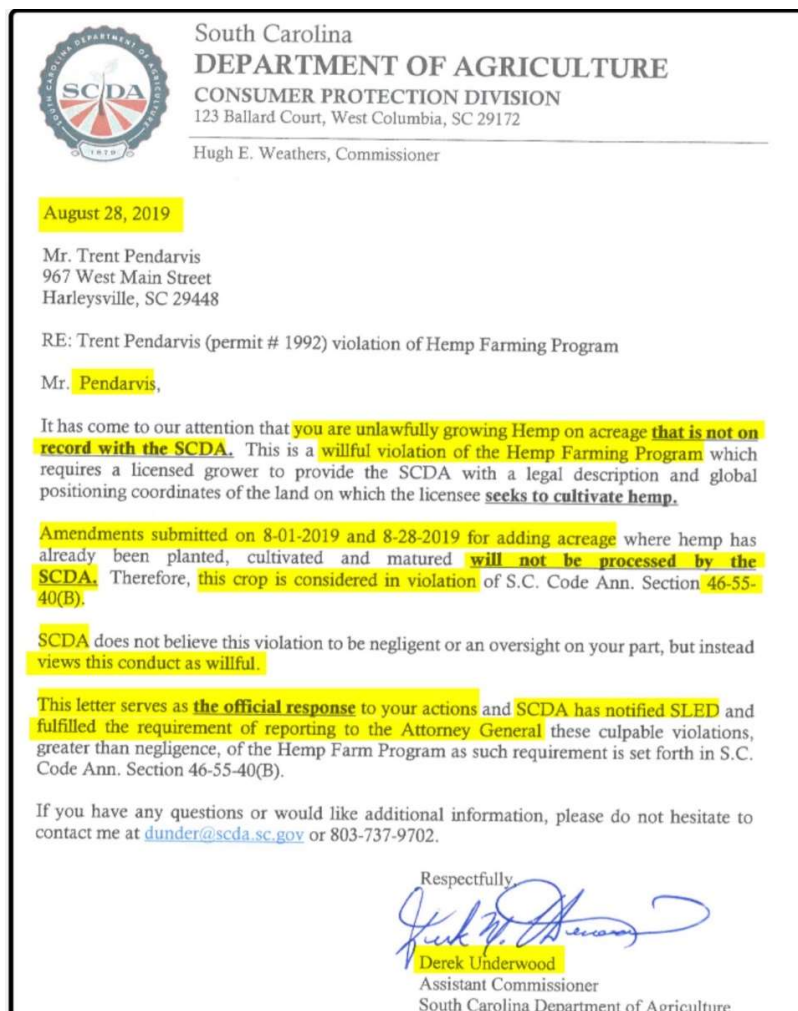 SOUTH CAROLINA DEPARTMENT OF AGRICULTURE
SCDA
1879
South Carolina
DEPARTMENT OF AGRICULTURE
CONSUMER PROTECTION DIVISION
123 Ballard Court, West Columbia, SC 29172
Hugh E. Weathers, Commissioner
August 28, 2019
Mr. Trent Pendarvis
967 West Main Street
Harleysville, SC 29448
RE: Trent Pendarvis (permit # 1992) violation of Hemp Farming Program
Mr. Pendarvis,
It has come to our attention that you are unlawfully growing Hemp on acreage that is not on
record with the SCDA. This is a willful violation of the Hemp Farming Program which
requires a licensed grower to provide the SCDA with a legal description and global
positioning coordinates of the land on which the licensee seeks to cultivate hemp.
Amendments submitted on 8-01-2019 and 8-28-2019 for adding acreage where hemp has
already been planted, cultivated and matured will not be processed by the
SCDA. Therefore, this crop is considered in violation of S.C. Code Ann. Section 46-55-
40(B).
SCDA does not believe this violation to be negligent or an oversight on your part, but instead
views this conduct as willful.
This letter serves as the official response to your actions and SCDA has notified SLED and
fulfilled the requirement of reporting to the Attorney General these culpable violations,
greater than negligence, of the Hemp Farm Program as such requirement is set forth in S.C.
Code Ann. Section 46-55-40(B).
If you have any questions or would like additional information, please do not hesitate to
contact me at dunder@scda.sc.gov or 803-737-9702.
Respectfully,
Derek Underwood
Assistant Commissioner
South Carolina Department of Agriculture